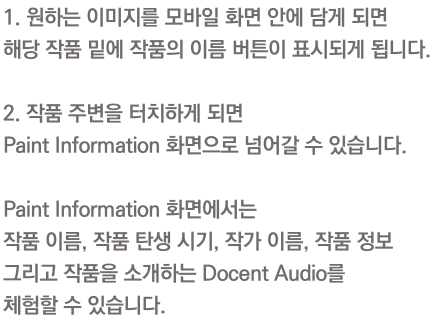 1. 원하는 이미지를 모바일 화면 안에 담게 되면
해당 작품 밑에 작품의 이름 버튼이 표시되게 됩니다.
2. 작품 주변을 터치하게 되면
Paint Information 화면으로 넘어갈 수 있습니다.
Paint Information 화면에서는
작품 이름, 작품 탄생 시기, 작가 이름, 작품 정보
그리고 작품을 소개하는 Docent Audio를
체험할 수 있습니다.